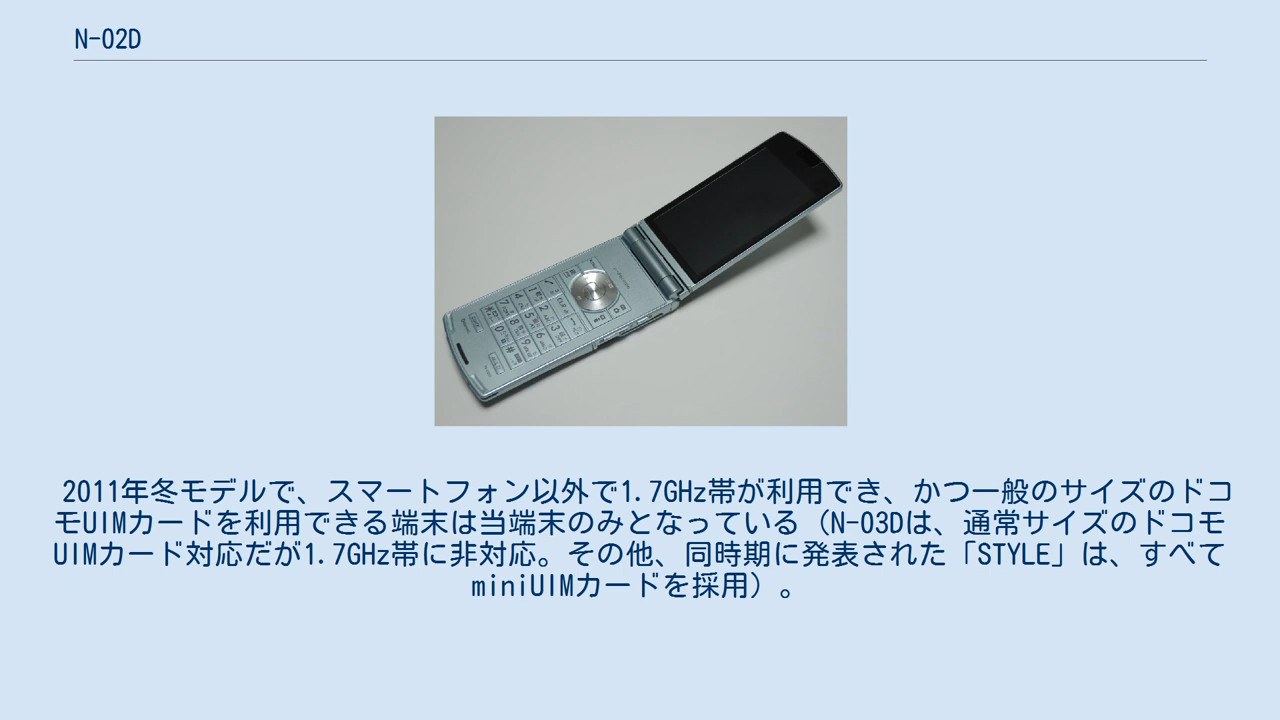 N-02D
2011年冬モデルで、スマートフォン以外で1.7GHz帯が利用でき、かつ一般のサイズのドコ
モUIMカードを利用できる端末は当端末のみとなっている（N-03Dは、通常サイズのドコモ
UIMカード対応だが1.7GHz帯に非対応。その他、同時期に発表された「STYLE」は、すべて
miniUIMカードを採用）。